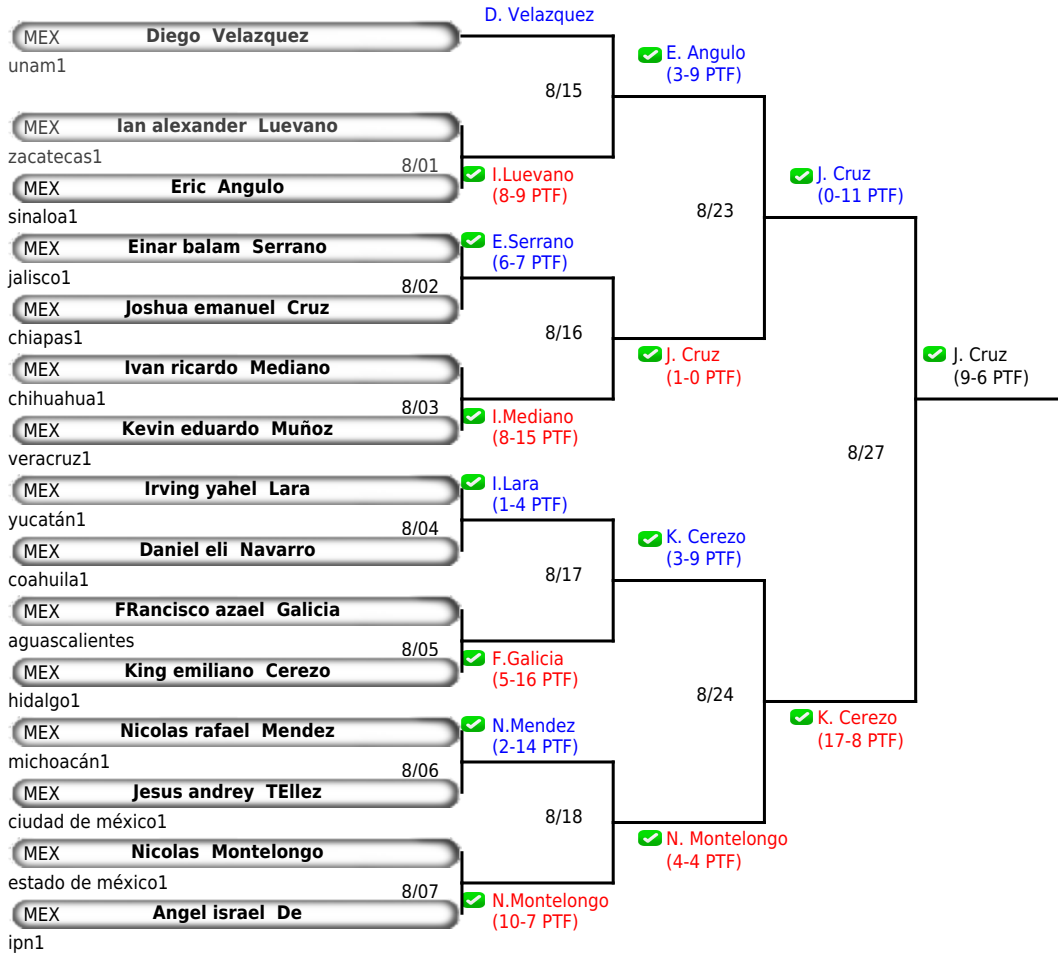 D. Velazquez
MEX Diego Velazquez
unam1
E. Angulo
(3-9 PTF)
8/15
MEX Ian alexander Luevano
zacatecas1
8/01
I.Luevano
(8-9 PTF)
MEX Eric Angulo
sinaloa1
J. Cruz
(0-11 PTF)
8/23
MEX Einar balam Serrano
jalisco1
E.Serrano
(6-7 PTF)
8/02
MEX Joshua emanuel Cruz
chiapas1
8/16
J. Cruz
(1-0 PTF)
MEX Ivan ricardo Mediano
chihuahua1
8/03
J. Cruz
(9-6 PTF)
I.Mediano
(8-15 PTF)
MEX Kevin eduardo Muñoz
veracruz1
8/27
MEX Irving yahel Lara
yucatán1
I.Lara
(1-4 PTF)
8/04
MEX Daniel eli Navarro
coahuila1
K. Cerezo
(3-9 PTF)
8/17
MEX FRancisco azael Galicia
aguascalientes
8/05
F.Galicia
(5-16 PTF)
MEX King emiliano Cerezo
hidalgo1
8/24
K. Cerezo
(17-8 PTF)
MEX Nicolas rafael Mendez
michoacán1
N.Mendez
(2-14 PTF)
8/06
MEX Jesus andrey TEllez
ciudad de méxico1
8/18
N. Montelongo
(4-4 PTF)
MEX Nicolas Montelongo
estado de méxico1
8/07
N.Montelongo
(10-7 PTF)
MEX Angel israel De
ipn1